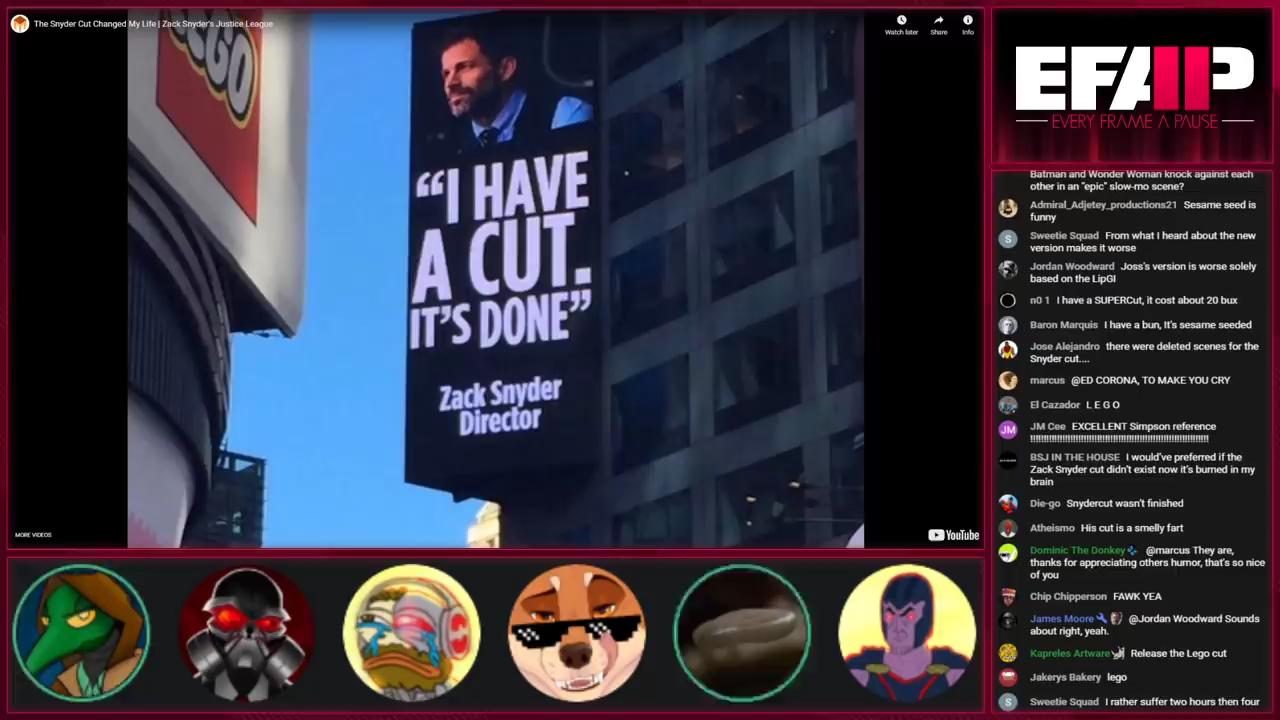 The Snyder Cut Changed My Life | Zack Snyder's Justice League
Watch later
Share
Info
LEGO
“I HAVE
A CUT.
IT’S DONE”
Zack Snyder
Director
MORE VIDEOS
YouTube
EFAP
EVERY FRAME A PAUSE
Batman and Wonder Woman knock against each
other in an "epic" slow-mo scene?
Admiral_Adjetey_productions21 Sesame seed is
funny
S
Sweetie Squad From what I heard about the new
version makes it worse
Jordan Woodward Joss's version is worse solely
based on the LipGI
n0 1 I have a SUPERCut, it cost about 20 bux
Baron Marquis I have a bun, It's sesame seeded
Jose Alejandro there were deleted scenes for the
Snyder cut....
marcus @ED CORONA, TO MAKE YOU CRY
El Cazador L E G O
JM
JM Cee EXCELLENT Simpson reference
BSJ IN THE HOUSE I would've preferred if the
Zack Snyder cut didn't exist now it's burned in my
brain
Die-go Snydercut wasn't finished
Atheismo His cut is a smelly fart
Dominic The Donkey @marcus They are,
thanks for appreciating others humor, that's so nice
of you
Chip Chipperson FAWK YEA
James Moore @Jordan Woodward Sounds
about right, yeah.
Kapreles Artware Release the Lego cut
Jakerys Bakery lego
S
Sweetie Squad I rather suffer two hours then four